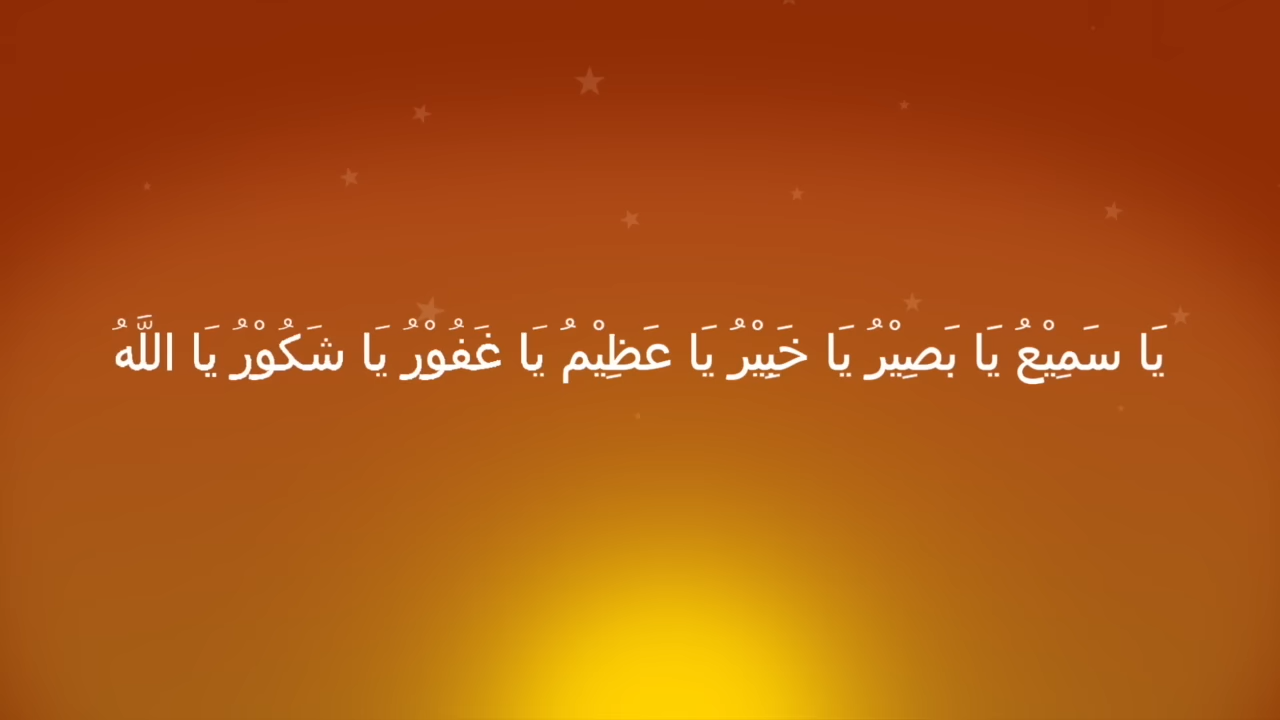 يَا سَمِيْعُ يَا بَصِيْرُ يَا خَبِيْرُ يَا عَظِيْمُ يَا غَفُوْرُ يَا شَكُوْرُ يَا اللَّهُ